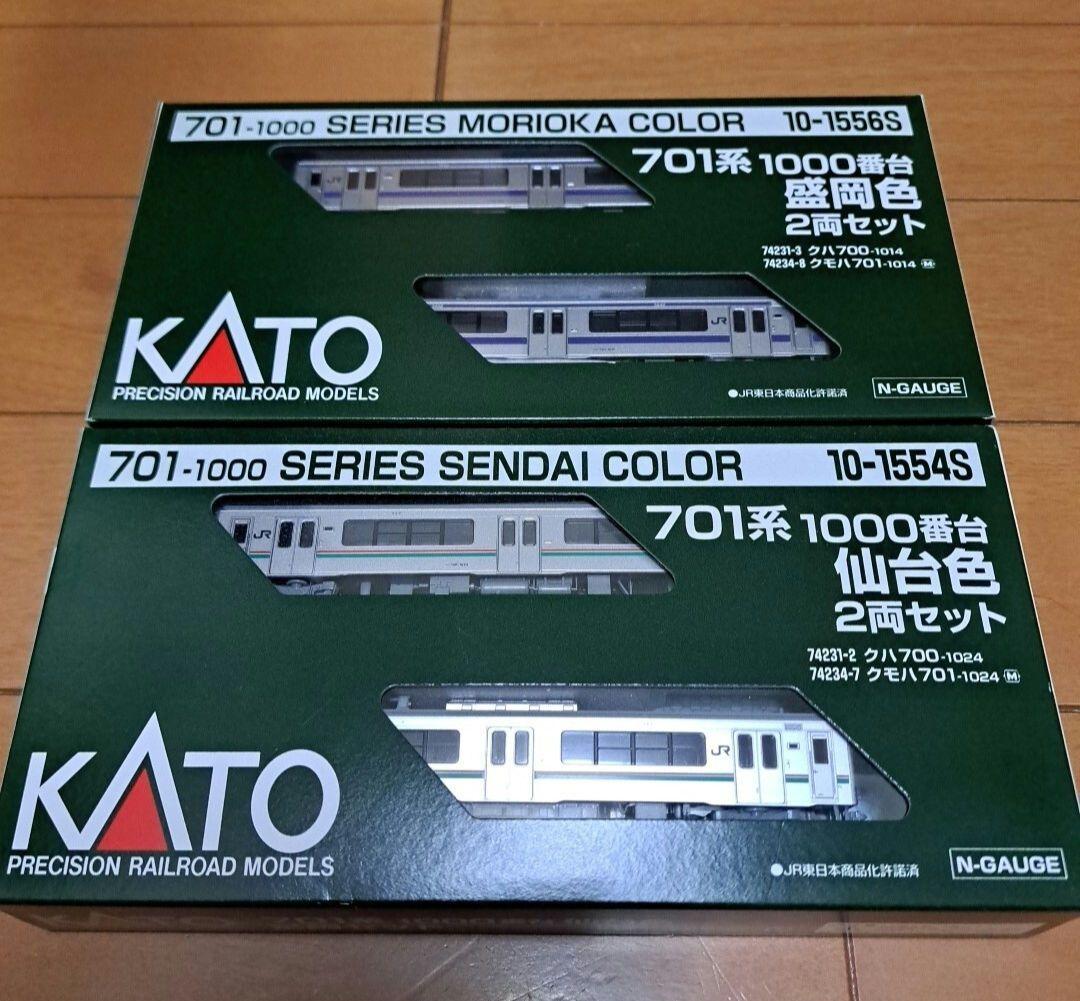 701-1000 SERIES MORIOKA COLOR 10-1556S
701系 1000番台
盛岡色
2両セット
74231-3 クハ700-1014
74234-8 クモハ701-1014 M
JR
JR
KATO
PRECISION RAILROAD MODELS
●JR東日本商品化許諾済
N-GAUGE
701-1000 SERIES SENDAI COLOR 10-1554S
701系 1000番台
仙台色
2両セット
74231-2 クハ700-1024
74234-7 クモハ701-1024 M
JR
JR
KATO
PRECISION RAILROAD MODELS
●JR東日本商品化許諾済
N-GAUGE